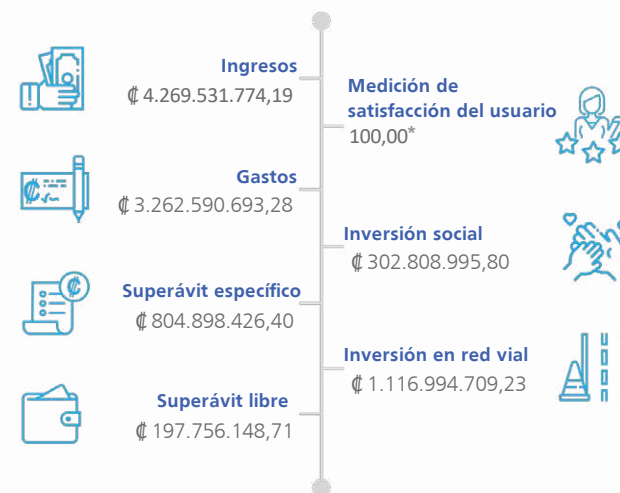 Ingresos
₡ 4.269.531.774,19
Medición de
satisfacción del usuario
100,00*
Gastos
₡ 3.262.590.693,28
Inversión social
₡ 302.808.995,80
Superávit específico
₡ 804.898.426,40
Inversión en red vial
₡ 1.116.994.709,23
Superávit libre
₡ 197.756.148,71